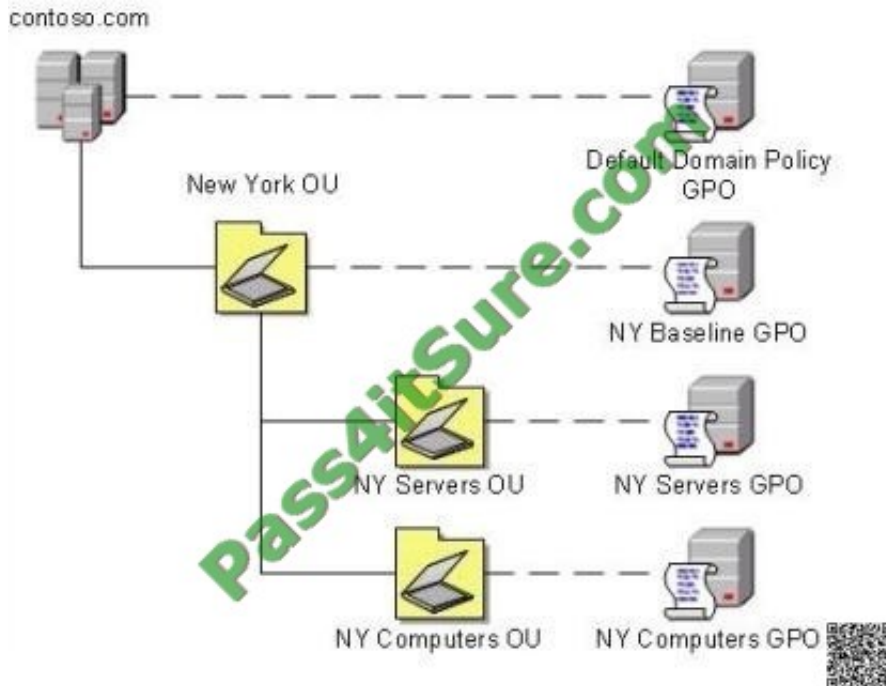 contoso.com
Default Domain Policy
GPO
New York OU
NY Baseline GPO
NY Servers OU
NY Servers GPO
NY Computers OU
NY Computers GPO
Pass4itSure.com